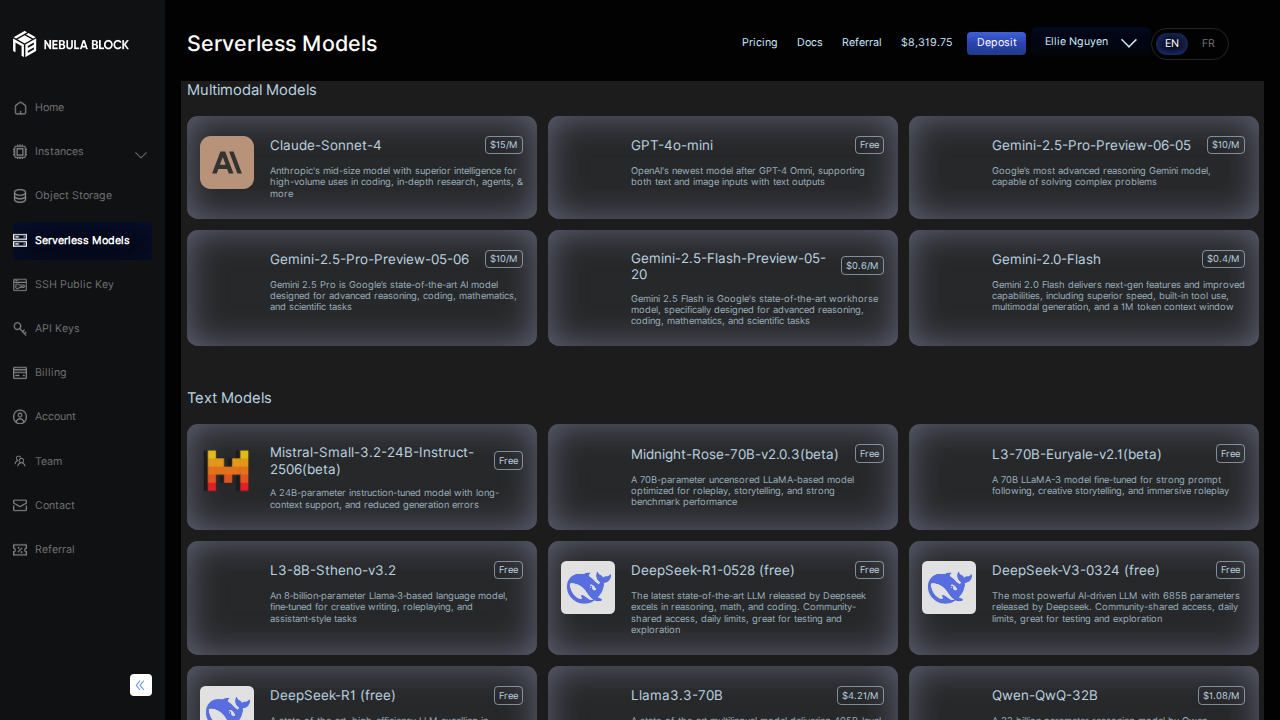 NEBULA BLOCK
Serverless Models
Pricing
Docs
Referral
$8,319.75
Deposit
Ellie Nguyen
EN
FR
Home
Instances
Object Storage
Serverless Models
SSH Public Key
API Keys
Billing
Account
Team
Contact
Referral
Multimodal Models
Claude-Sonnet-4
$15/M
Anthropic's mid-size model with superior intelligence for
high-volume uses in coding, in-depth research, agents, &
more
GPT-4o-mini
Free
OpenAI's newest model after GPT-4 Omni, supporting
both text and image inputs with text outputs
Gemini-2.5-Pro-Preview-06-05
$10/M
Google's most advanced reasoning Gemini model,
capable of solving complex problems
Gemini-2.5-Pro-Preview-05-06
$10/M
Gemini 2.5 Pro is Google's state-of-the-art AI model
designed for advanced reasoning, coding, mathematics,
and scientific tasks
Gemini-2.5-Flash-Preview-05-
20
$0.6/M
Gemini 2.5 Flash is Google's state-of-the-art workhorse
model, specifically designed for advanced reasoning,
coding, mathematics, and scientific tasks
Gemini-2.0-Flash
$0.4/M
Gemini 2.0 Flash delivers next-gen features and improved
capabilities, including superior speed, built-in tool use,
multimodal generation, and a 1M token context window
Text Models
Mistral-Small-3.2-24B-Instruct-
2506(beta)
Free
A 24B-parameter instruction-tuned model with long-
context support, and reduced generation errors
Midnight-Rose-70B-v2.0.3(beta)
Free
A 70B-parameter uncensored LLaMA-based model
optimized for roleplay, storytelling, and strong
benchmark performance
L3-70B-Euryale-v2.1(beta)
Free
A 70B LLaMA-3 model fine-tuned for strong prompt
following, creative storytelling, and immersive roleplay
L3-8B-Stheno-v3.2
Free
An 8-billion-parameter Llama-3-based language model,
fine-tuned for creative writing, roleplaying, and
assistant-style tasks
DeepSeek-R1-0528 (free)
Free
The latest state-of-the-art LLM released by Deepseek
excels in reasoning, math, and coding. Community-
shared access, daily limits, great for testing and
exploration
DeepSeek-V3-0324 (free)
Free
The most powerful AI-driven LLM with 685B parameters
released by Deepseek. Community-shared access, daily
limits, great for testing and exploration
DeepSeek-R1 (free)
Free
Llama3.3-70B
$4.21/M
Qwen-QwQ-32B
$1.08/M